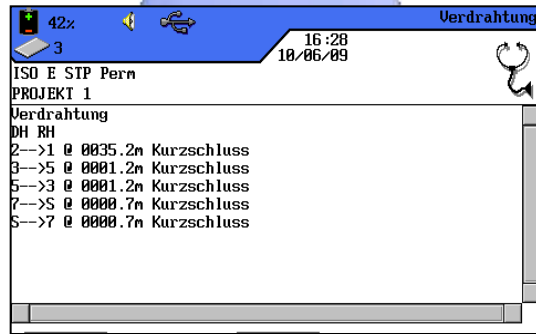 42% Verdrahtung
3 16:28
10/06/09
ISO E STP Perm
PROJEKT 1
Verdrahtung
DH RH
2-->1 @ 0035.2m Kurzschluss
3-->5 @ 0001.2m Kurzschluss
5-->3 @ 0001.2m Kurzschluss
7-->S @ 0000.7m Kurzschluss
S-->7 @ 0000.7m Kurzschluss